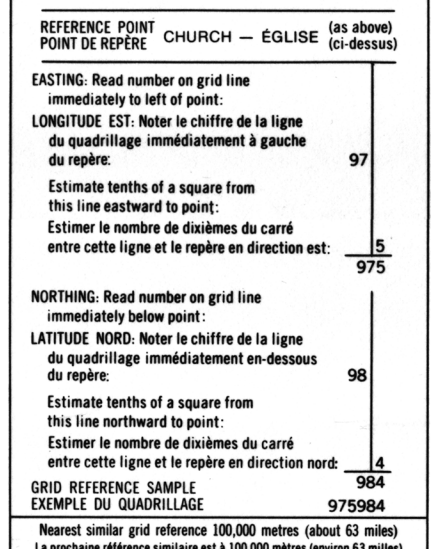 REFERENCE POINT
POINT DE REPÈRE
CHURCH — ÉGLISE
(as above)
(ci-dessus)
EASTING: Read number on grid line
immediately to left of point:
LONGITUDE EST: Noter le chiffre de la ligne
du quadrillage immédiatement à gauche
du repère: 97
Estimate tenths of a square from
this line eastward to point:
Estimer le nombre de dixièmes du carré
entre cette ligne et le repère en direction est: 5
975
NORTHING: Read number on grid line
immediately below point:
LATITUDE NORD: Noter le chiffre de la ligne
du quadrillage immédiatement en-dessous
du repère: 98
Estimate tenths of a square from
this line northward to point:
Estimer le nombre de dixièmes du carré
entre cette ligne et le repère en direction nord: 4
984
GRID REFERENCE SAMPLE
EXEMPLE DU QUADRILLAGE 975984
Nearest similar grid reference 100,000 metres (about 63 miles)
La prochaine référence similaire est à 100,000 mètres (environ 63 milles)